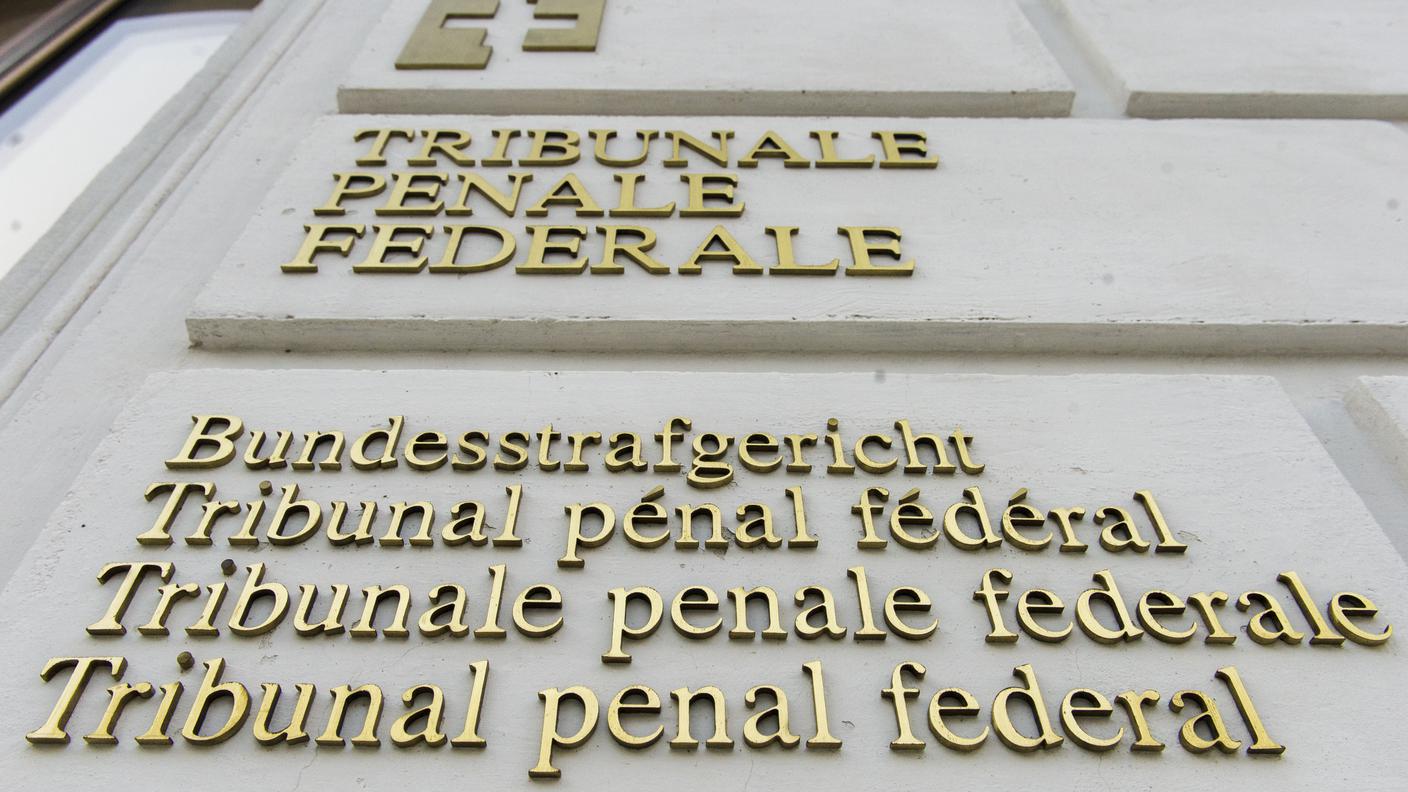 TRIBUNALE
PENALE
FEDERALE
Bundesstrafgericht
Tribunal pénal fédéral
Tribunale penale federale
Tribunal penal federal